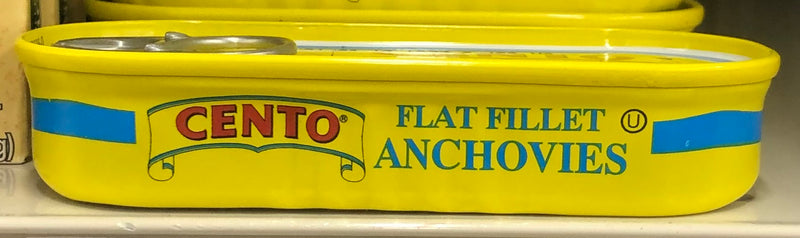 CENTO®
FLAT FILLET U
ANCHOVIES